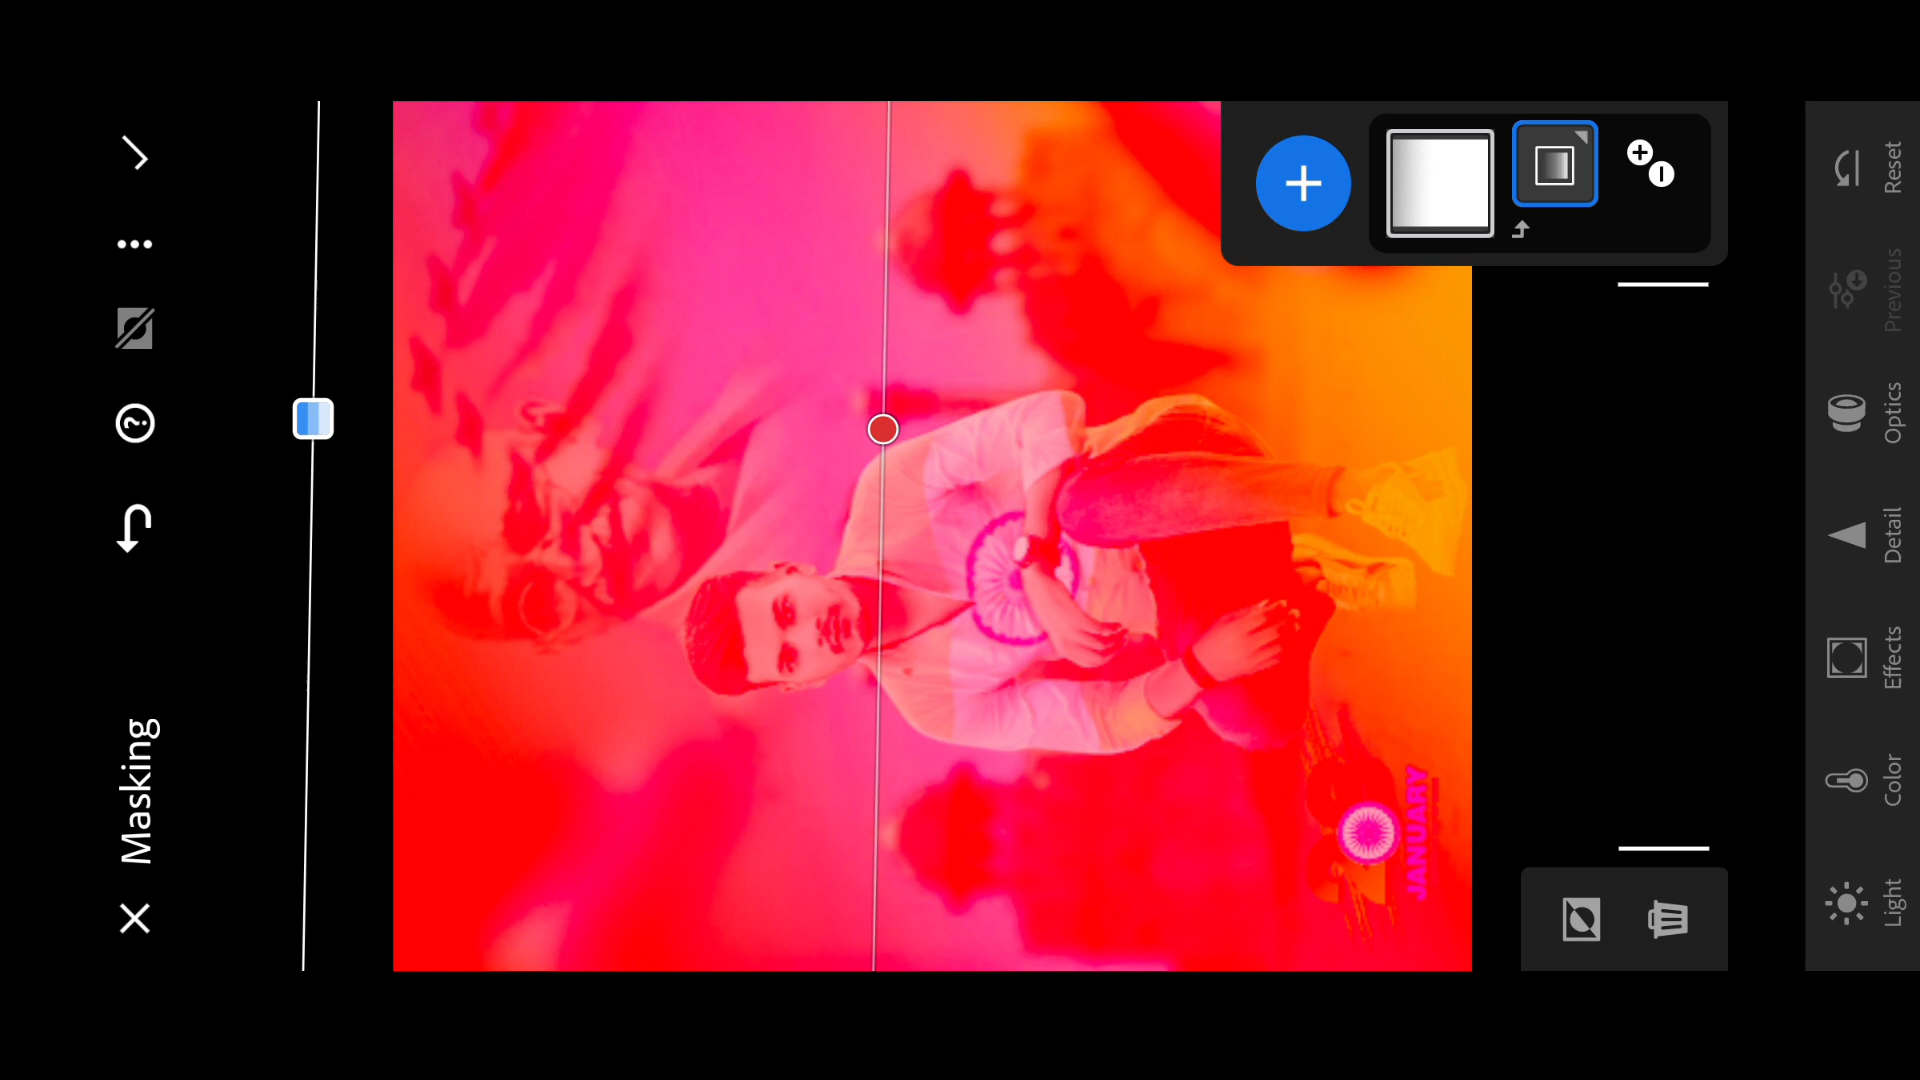 Masking
JANUARY
Light
Color
Effects
Detail
Optics
Previous
Reset